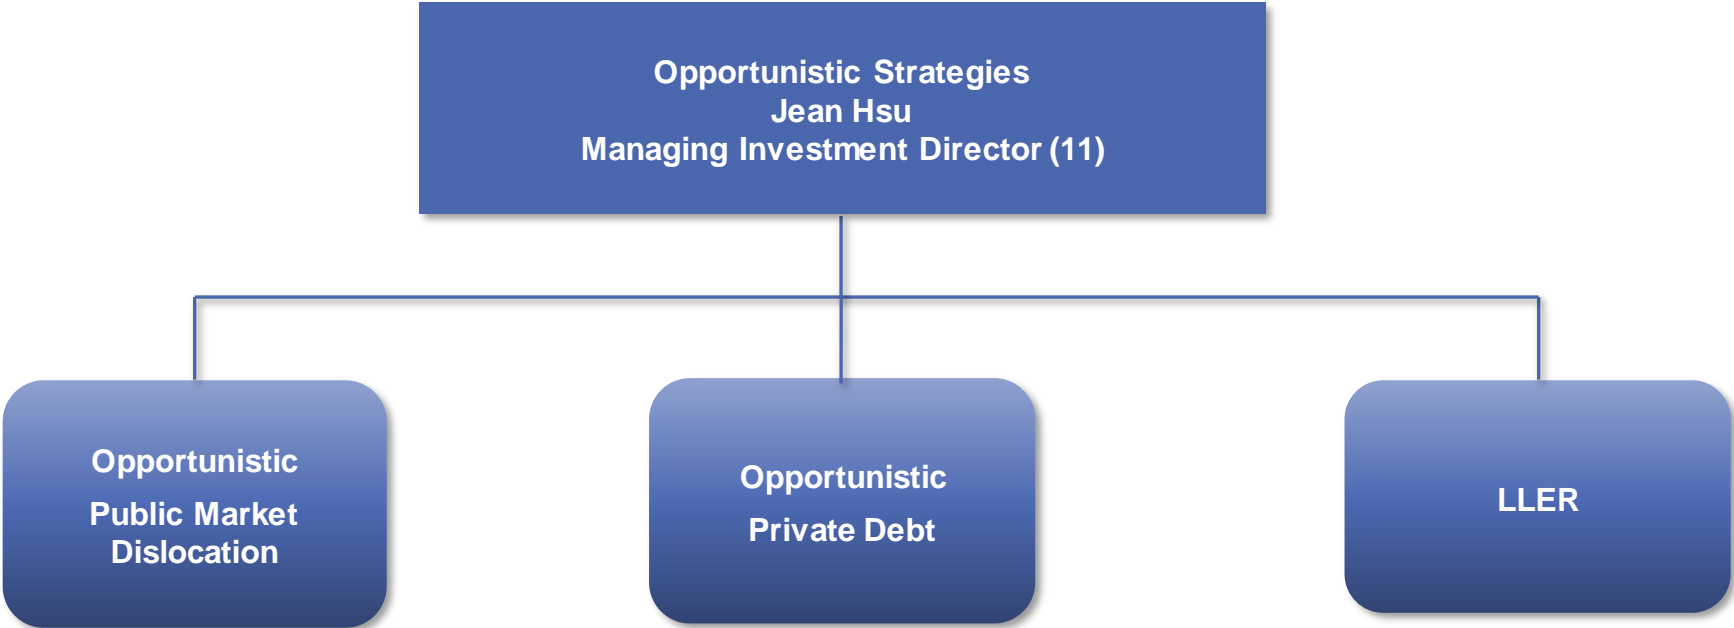 Opportunistic Strategies
Jean Hsu
Managing Investment Director (11)
Opportunistic
Public Market
Dislocation
Opportunistic
Private Debt
LLER